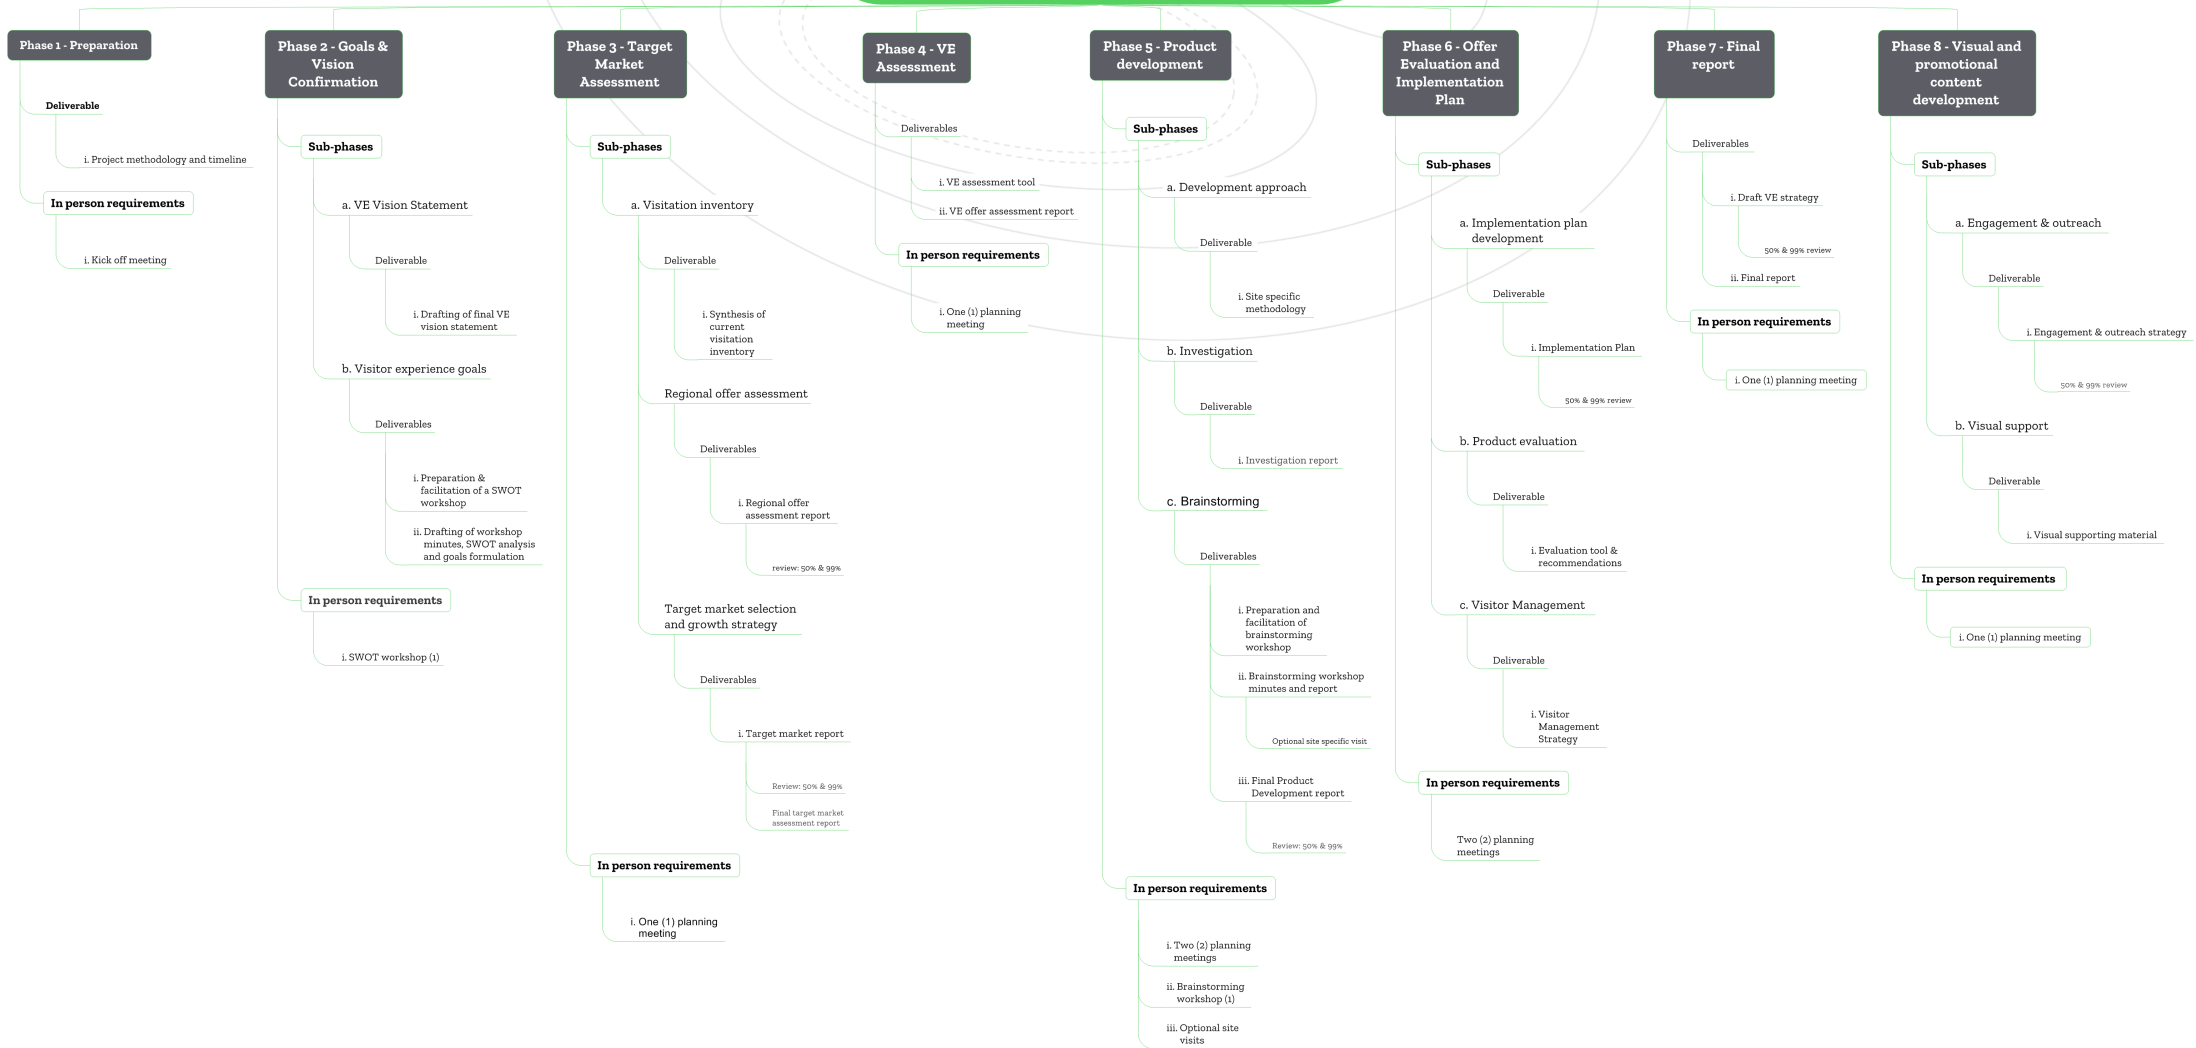 Phase 1 - Preparation
Deliverable
i. Project methodology and timeline
In person requirements
i. Kick off meeting
Phase 2 - Goals &
Vision
Confirmation
Sub-phases
a. VE Vision Statement
Deliverable
i. Drafting of final VE
vision statement
b. Visitor experience goals
Deliverables
i. Preparation &
facilitation of a SWOT
workshop
ii. Drafting of workshop
minutes, SWOT analysis
and goals formulation
In person requirements
i. SWOT workshop (1)
Phase 3 - Target
Market
Assessment
Sub-phases
a. Visitation inventory
Deliverable
i. Synthesis of
current
visitation
inventory
Regional offer assessment
Deliverables
i. Regional offer
assessment report
review: 50% & 99%
Target market selection
and growth strategy
Deliverables
i. Target market report
Review: 50% & 99%
Final target market
assessment report
In person requirements
i. One (1) planning
meeting
Phase 4 - VE
Assessment
Deliverables
i. VE assessment tool
ii. VE offer assessment report
In person requirements
i. One (1) planning
meeting
Phase 5 - Product
development
Sub-phases
a. Development approach
Deliverable
i. Site specific
methodology
b. Investigation
Deliverable
i. Investigation report
c. Brainstorming
Deliverables
i. Preparation and
facilitation of
brainstorming
workshop
ii. Brainstorming workshop
minutes and report
Optional site specific visit
iii. Final Product
Development report
Review: 50% & 99%
In person requirements
i. Two (2) planning
meetings
ii. Brainstorming
workshop (1)
iii. Optional site
visits
Phase 6 - Offer
Evaluation and
Implementation
Plan
Sub-phases
a. Implementation plan
development
Deliverable
i. Implementation Plan
50% & 99% review
b. Product evaluation
Deliverable
i. Evaluation tool &
recommendations
c. Visitor Management
Deliverable
i. Visitor
Management
Strategy
In person requirements
Two (2) planning
meetings
Phase 7 - Final
report
Deliverables
i. Draft VE strategy
50% & 99% review
ii. Final report
In person requirements
i. One (1) planning meeting
Phase 8 - Visual and
promotional
content
development
Sub-phases
a. Engagement & outreach
Deliverable
i. Engagement & outreach strategy
50% & 99% review
b. Visual support
Deliverable
i. Visual supporting material
In person requirements
i. One (1) planning meeting